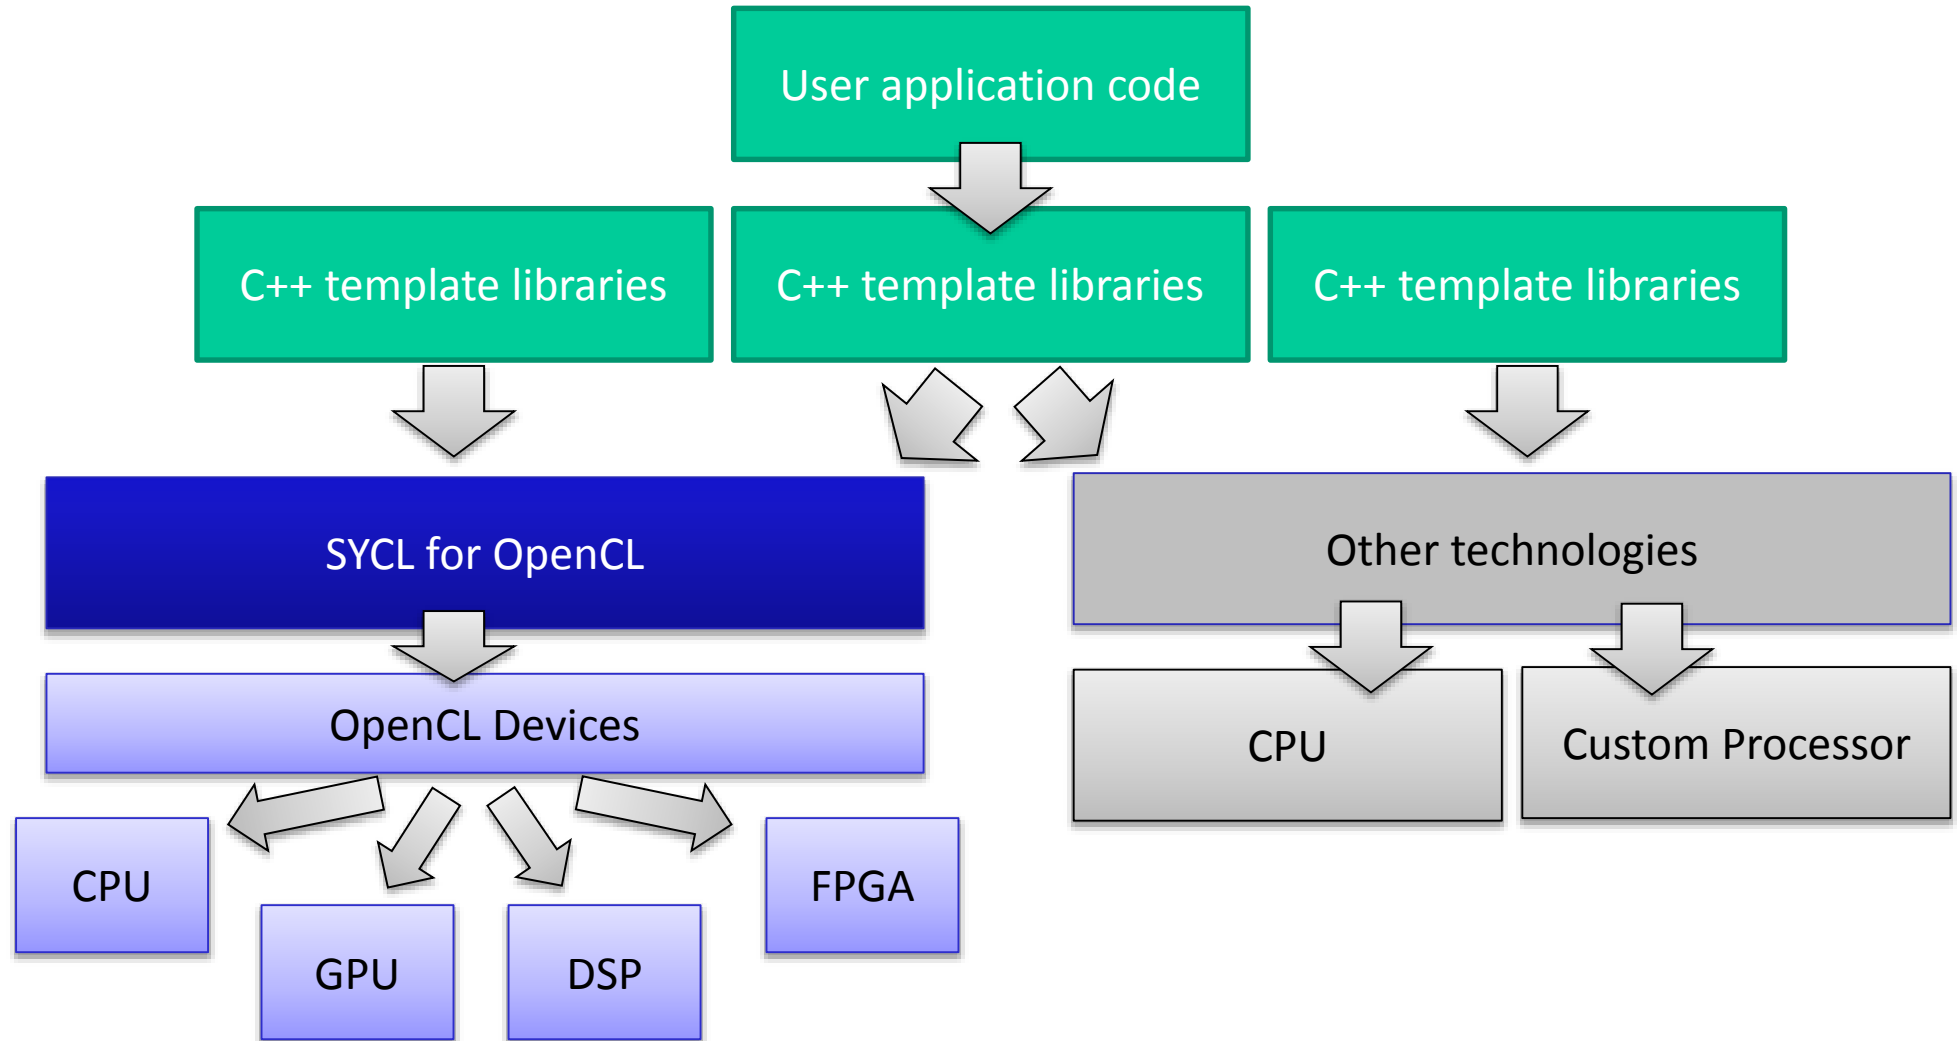 User application code
C++ template libraries
C++ template libraries
C++ template libraries
SYCL for OpenCL
Other technologies
OpenCL Devices
CPU
Custom Processor
CPU
GPU
DSP
FPGA